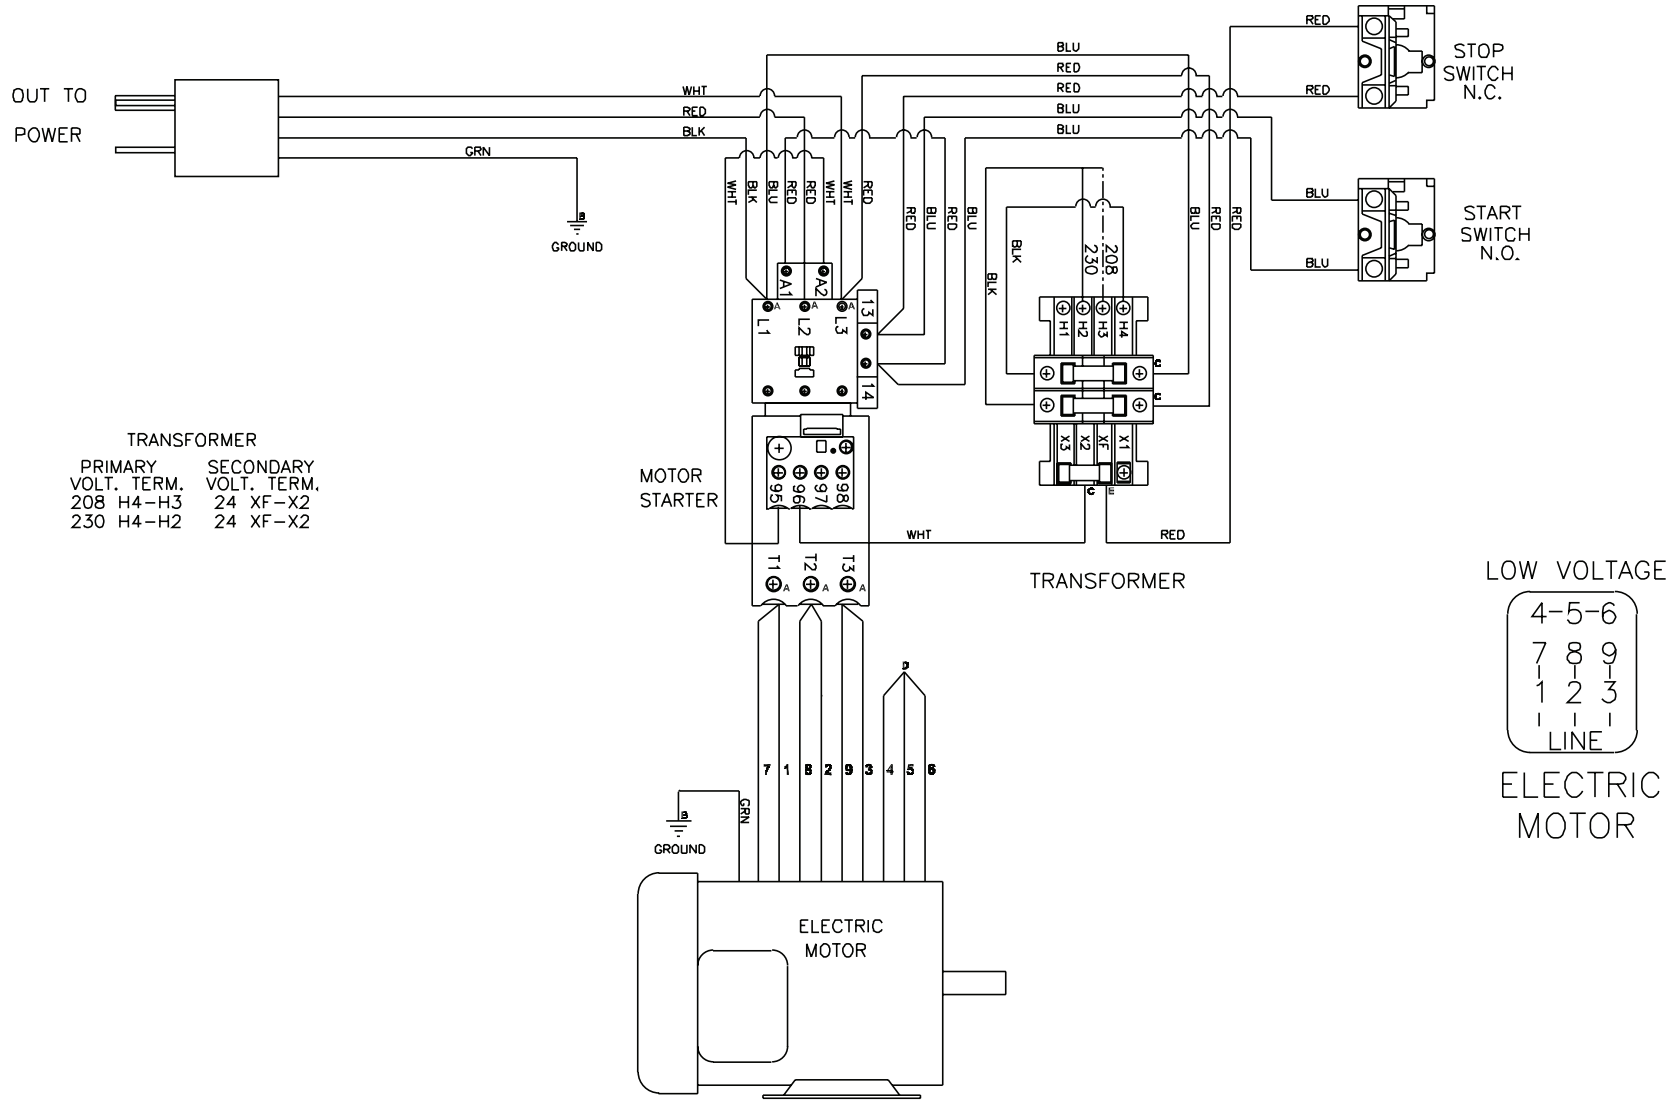 RED
BLU
STOP
SWITCH
N.C.
RED
OUT TO
POWER
WHT
RED
RED
RED
BLU
BLK
BLU
GRN
WHT
BLK
BLU
RED
RED
WHT
WHT
RED
RED
BLU
RED
BLU
BLU
RED
RED
BLU
START
SWITCH
N.O.
BLU
B
GROUND
BLK
BLK
230
208
A1
A2
A
A
A
L1
L2
L3
13
14
H1
H2
H3
H4
C
C
X3
X2
XF
X1
C
E
TRANSFORMER
PRIMARY SECONDARY
VOLT. TERM. VOLT. TERM.
208 H4-H3 24 XF-X2
230 H4-H2 24 XF-X2
MOTOR
STARTER
95
96
97
98
WHT
RED
T1
T2
T3
A
A
A
TRANSFORMER
LOW VOLTAGE
4-5-6
7 8 9
1 2 3
LINE
ELECTRIC
MOTOR
D
7 1 8 2 9 3 4 5 6
GRN
B
GROUND
ELECTRIC
MOTOR